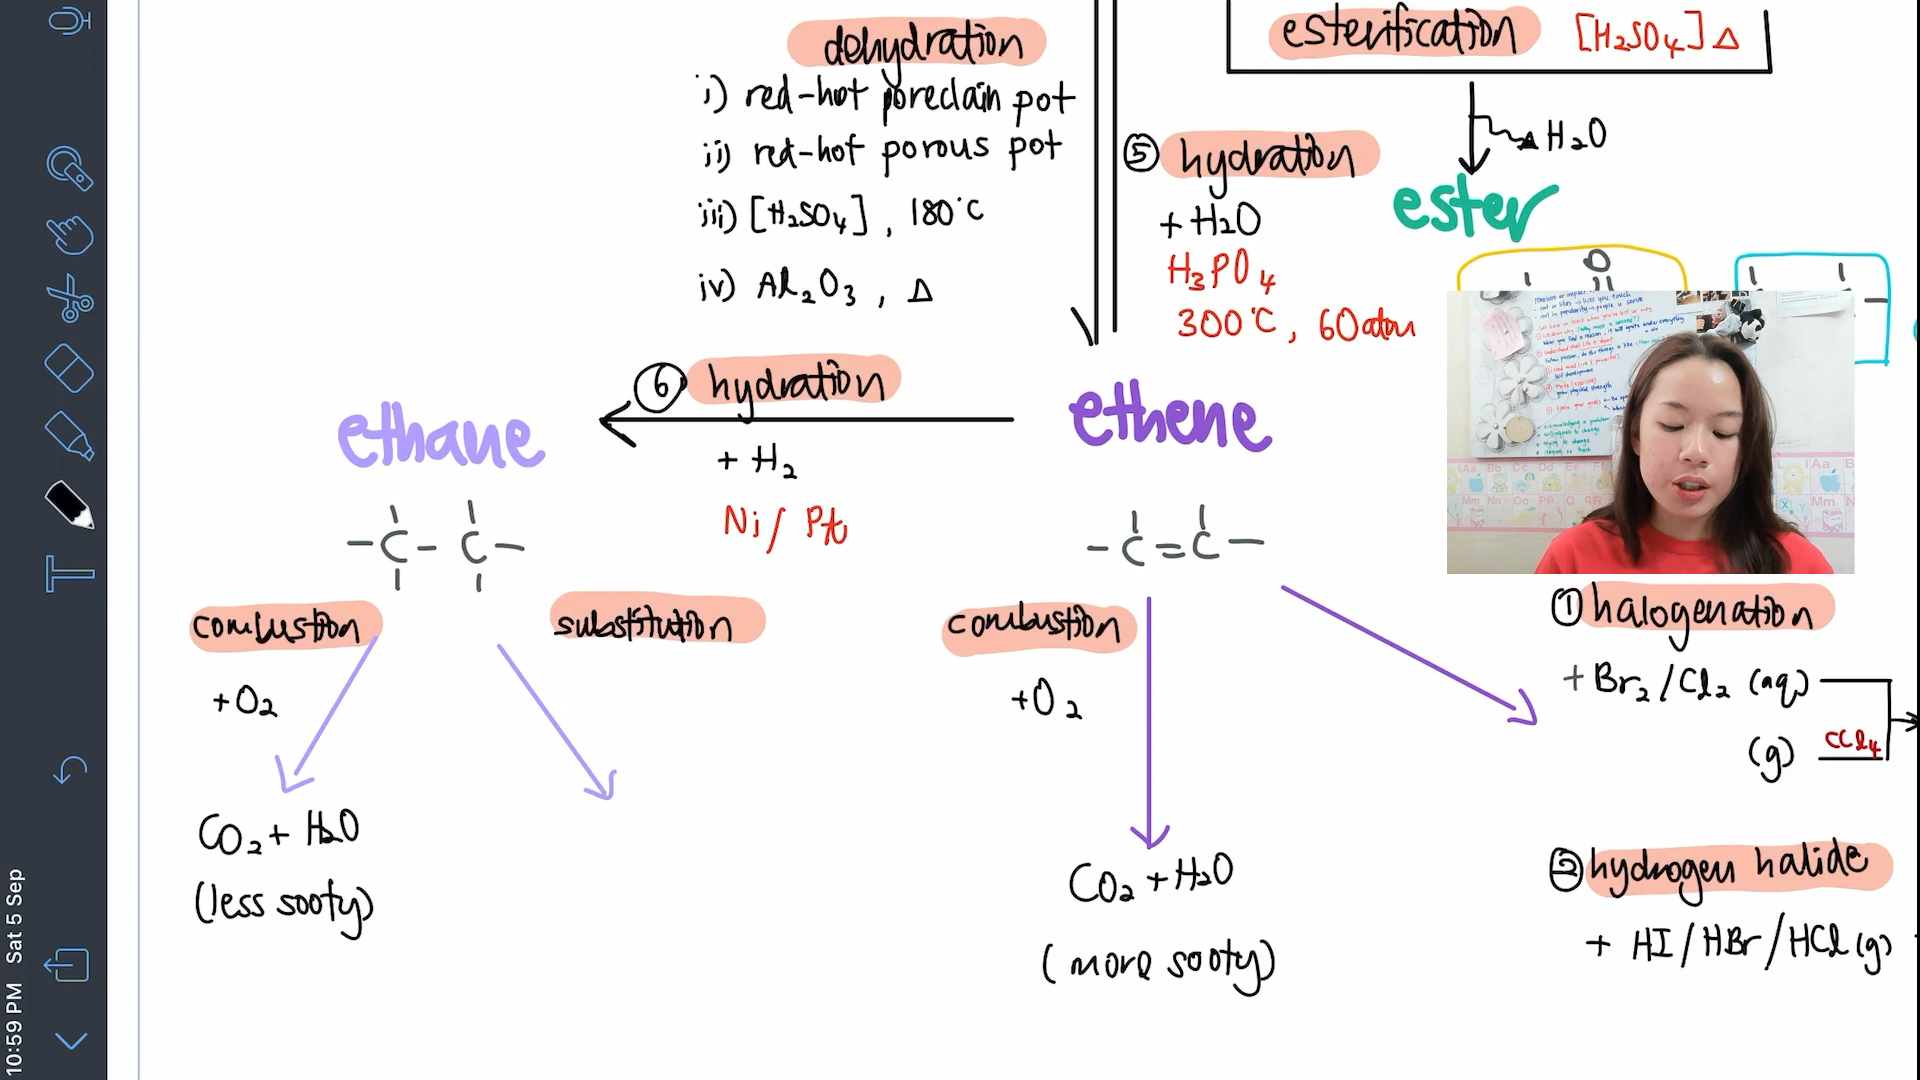 dehydration
i) red-hot poreclain pot
ii) red-hot porous pot
iii) [H₂SO₄], 180°C
iv) Al₂O₃, Δ
esterification [H₂SO₄] Δ
H₂O
ester
⑤ hydration
+ H₂O
H₃PO₄
300°C, 60atm
O
⑥ hydration
+ H₂
Ni / Pt
ethane
-C-C-
ethene
-C=C-
combustion
+O₂
CO₂ + H₂O
(less sooty)
substitution
combustion
+O₂
CO₂ + H₂O
(more sooty)
① halogenation
+ Br₂ / Cl₂ (aq)
(g) CCl₄
② hydrogen halide
+ HI / HBr / HCl (g)
T
10:59 PM Sat 5 Sep